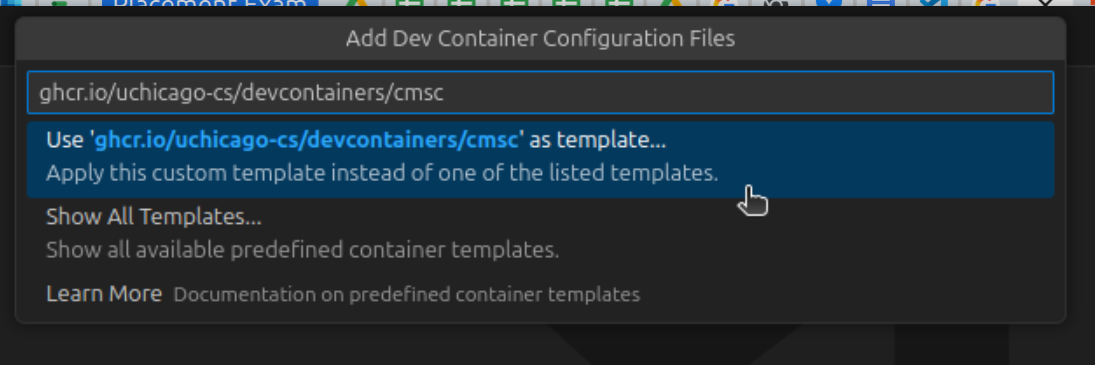 Placement Exam
Add Dev Container Configuration Files
ghcr.io/uchicago-cs/devcontainers/cmsc
Use 'ghcr.io/uchicago-cs/devcontainers/cmsc' as template...
Apply this custom template instead of one of the listed templates.
Show All Templates...
Show all available predefined container templates.
Learn More Documentation on predefined container templates